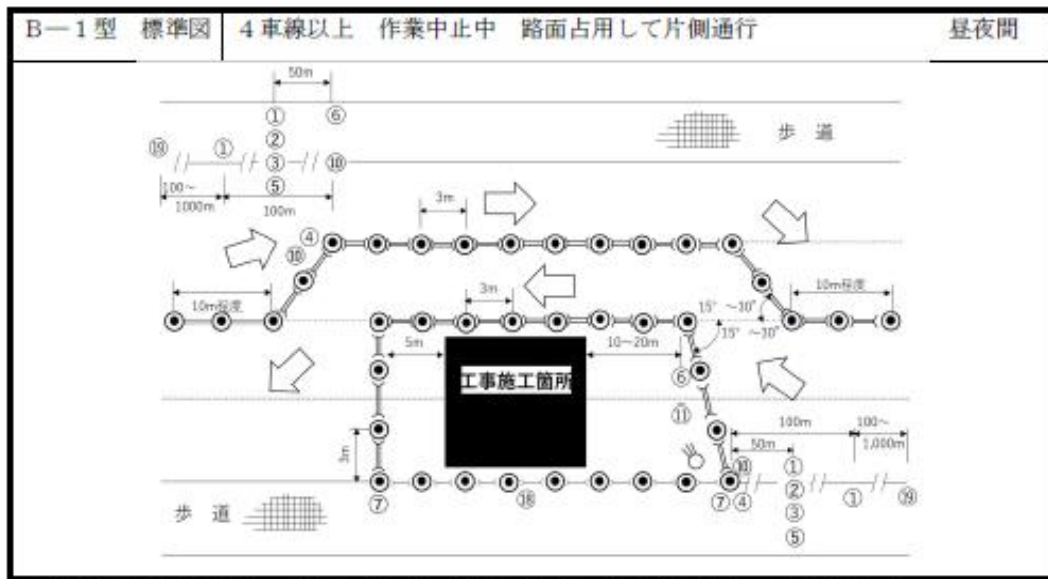 B―1型 標準図 4車線以上 作業中止中 路面占用して片側通行 昼夜間
50m
① ⑥
②
⑲ ① ③ ⑩
⑤
歩 道
100~
1000m
100m
3m
④
⑩
10m程度
10m程度
3m
15° ~30°
15° ~30°
5m
10~20m
工事施工箇所
⑥
⑪
100m
100~
1,000m
50m
3m
⑦ ⑱ ⑦ ④
⑩
①
② ① ⑲
③
⑤
歩 道